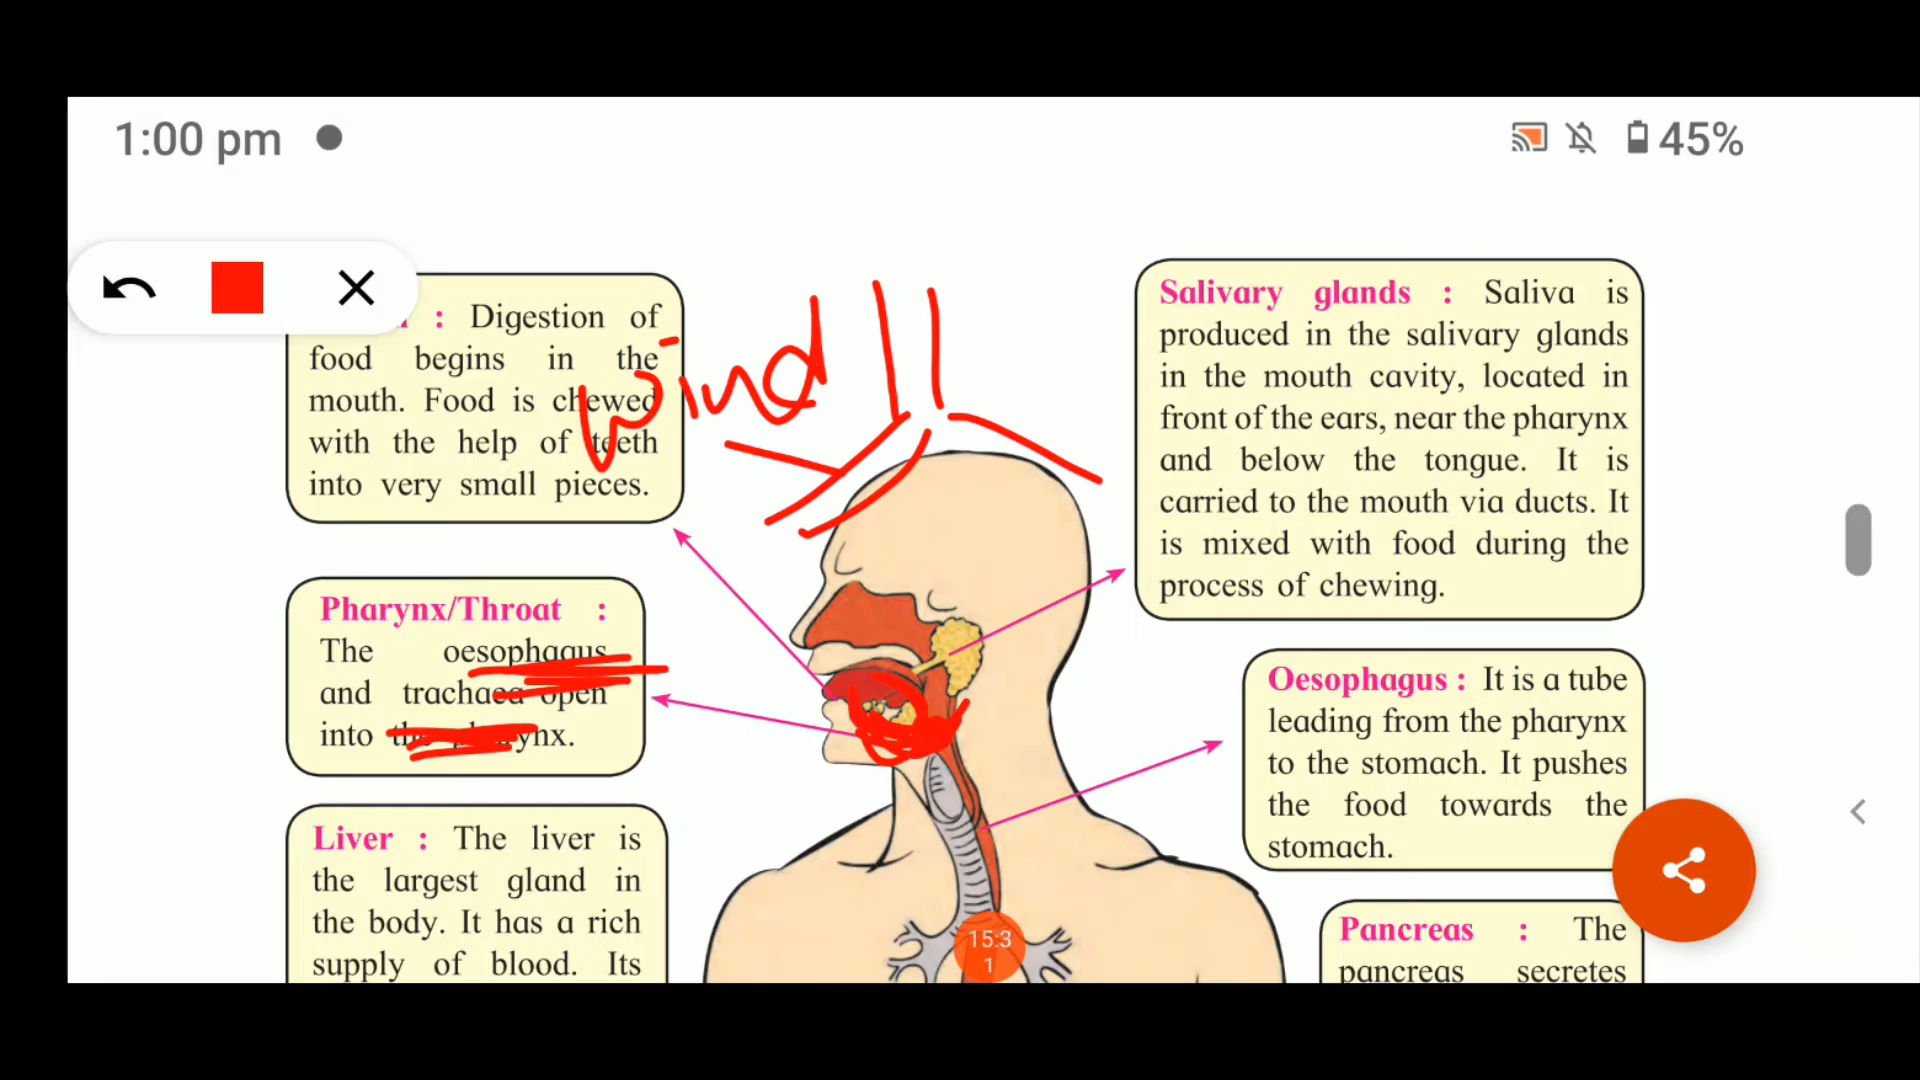 1:00 pm
45%
: Digestion of
food begins in the
mouth. Food is chewed
with the help of teeth
into very small pieces.
wind
Salivary glands : Saliva is
produced in the salivary glands
in the mouth cavity, located in
front of the ears, near the pharynx
and below the tongue. It is
carried to the mouth via ducts. It
is mixed with food during the
process of chewing.
Pharynx/Throat :
The oesophagus
and trachaea open
into the pharynx.
Oesophagus : It is a tube
leading from the pharynx
to the stomach. It pushes
the food towards the
stomach.
Liver : The liver is
the largest gland in
the body. It has a rich
supply of blood. Its
15:3
1
Pancreas : The
pancreas secretes